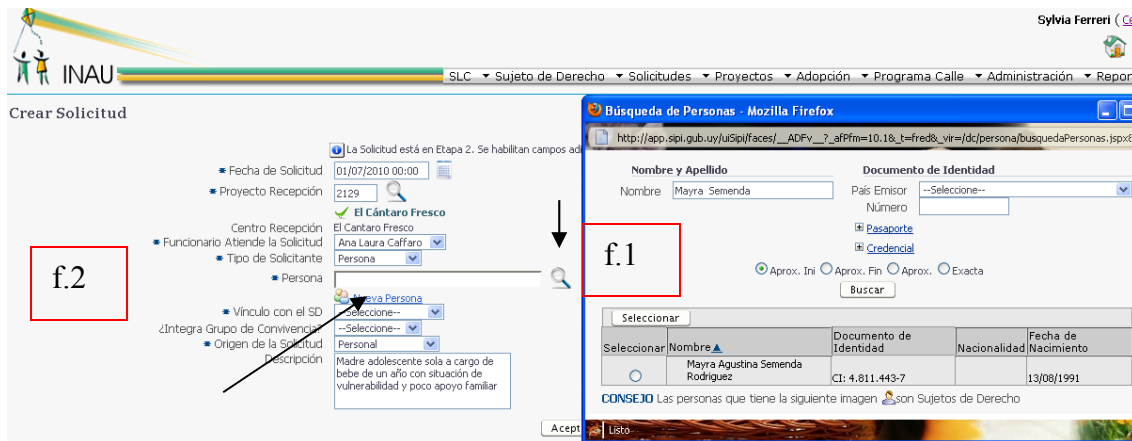 Sylvia Ferreri (
INAU
SLC Sujeto de Derecho Solicitudes Proyectos Adopción Programa Calle Administración Repor
Crear Solicitud
La Solicitud está en Etapa 2. Se habilitan campos adi
* Fecha de Solicitud 01/07/2010 00:00
* Proyecto Recepción 2129
El Cántaro Fresco
Centro Recepción El Cantaro Fresco
* Funcionario Atiende la Solicitud Ana Laura Caffaro
* Tipo de Solicitante Persona
* Persona
Nueva Persona
* Vínculo con el SD --Seleccione--
¿Integra Grupo de Convivencia? --Seleccione--
* Origen de la Solicitud Personal
Descripción Madre adolescente sola a cargo de
bebe de un año con situación de
vulnerabilidad y poco apoyo familiar
Acept
f.2
f.1
Búsqueda de Personas - Mozilla Firefox
http://app.sipi.gub.uy/uiSipi/faces/__ADFv__?_afPfm=10.1&_t=fred&_vir=/dc/persona/busquedaPersonas.jspx&
Nombre y Apellido Documento de Identidad
Nombre Mayra Semenda País Emisor --Seleccione--
Número
Pasaporte
Credencial
Aprox. Ini Aprox. Fin Aprox. Exacta
Buscar
Seleccionar
Seleccionar Nombre Documento de Identidad Nacionalidad Fecha de Nacimiento
Mayra Agustina Semenda Rodriguez CI: 4.811.443-7 13/08/1991
CONSEJO Las personas que tiene la siguiente imagen son Sujetos de Derecho
Listo